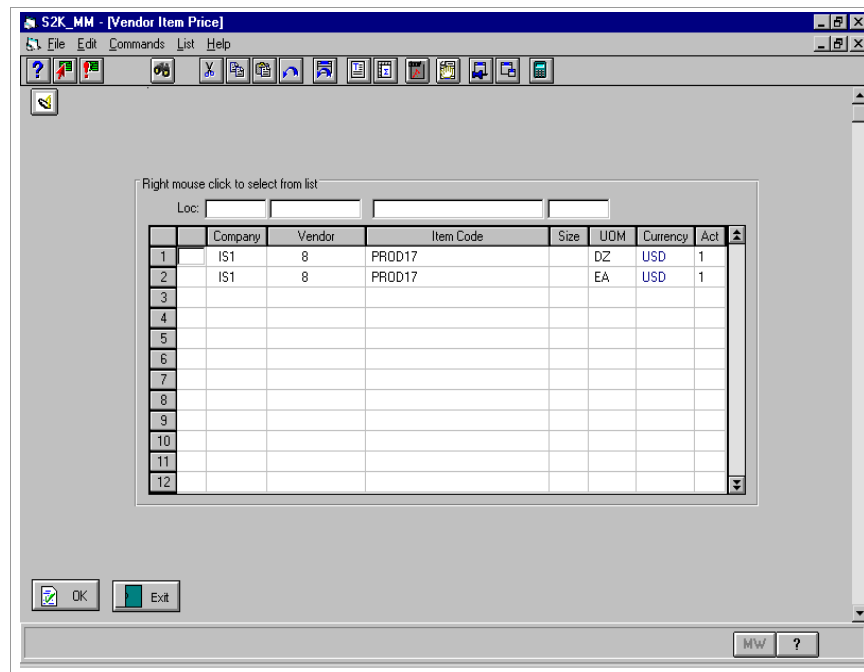 S2K_MM - [Vendor Item Price]
File Edit Commands List Help
Right mouse click to select from list
Loc:
Company Vendor Item Code Size UOM Currency Act
1 IS1 8 PROD17 DZ USD 1
2 IS1 8 PROD17 EA USD 1
3
4
5
6
7
8
9
10
11
12
OK Exit
MW ?